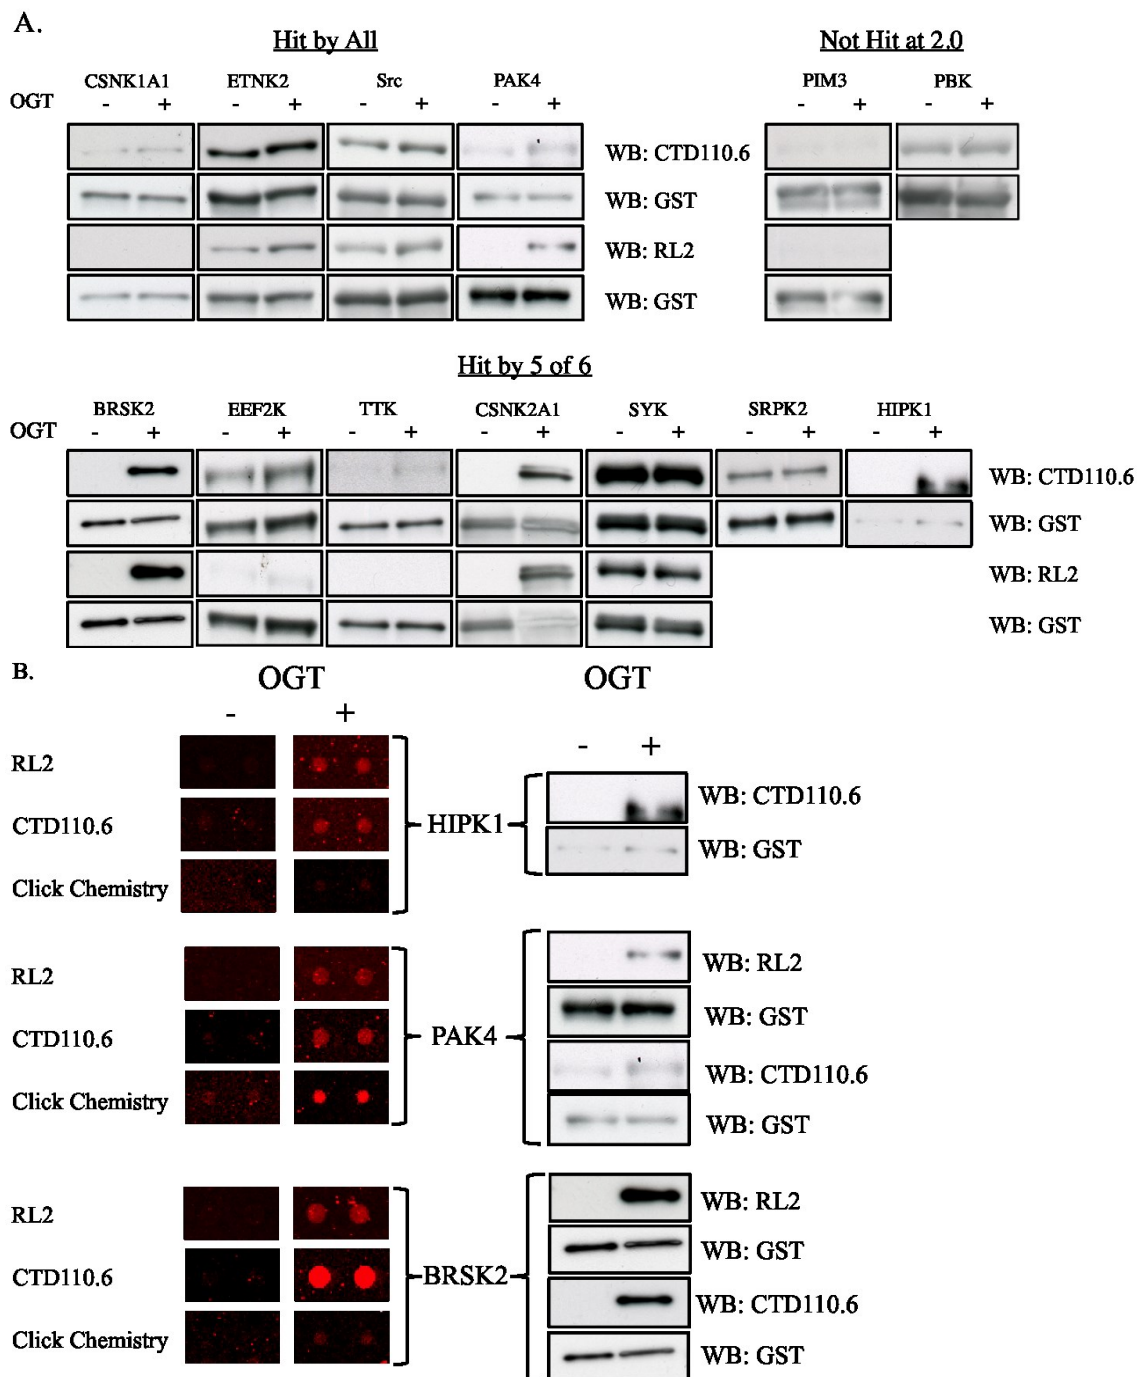 A.
Hit by All
Not Hit at 2.0
CSNK1A1 ETNK2 Src PAK4 PIM3 PBK
OGT - + - + - + - + - + - +
WB: CTD110.6
WB: GST
WB: RL2
WB: GST
Hit by 5 of 6
BRSK2 EEF2K TTK CSNK2A1 SYK SRPK2 HIPK1
OGT - + - + - + - + - + - + - +
WB: CTD110.6
WB: GST
WB: RL2
WB: GST
B.
OGT OGT
- +
- +
RL2
CTD110.6
Click Chemistry
HIPK1
WB: CTD110.6
WB: GST
RL2
CTD110.6
Click Chemistry
PAK4
WB: RL2
WB: GST
WB: CTD110.6
WB: GST
RL2
CTD110.6
Click Chemistry
BRSK2
WB: RL2
WB: GST
WB: CTD110.6
WB: GST